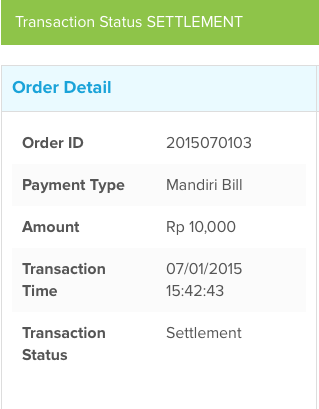 Transaction Status SETTLEMENT
Order Detail
Order ID 2015070103
Payment Type Mandiri Bill
Amount Rp 10,000
Transaction 07/01/2015
Time 15:42:43
Transaction Settlement
Status